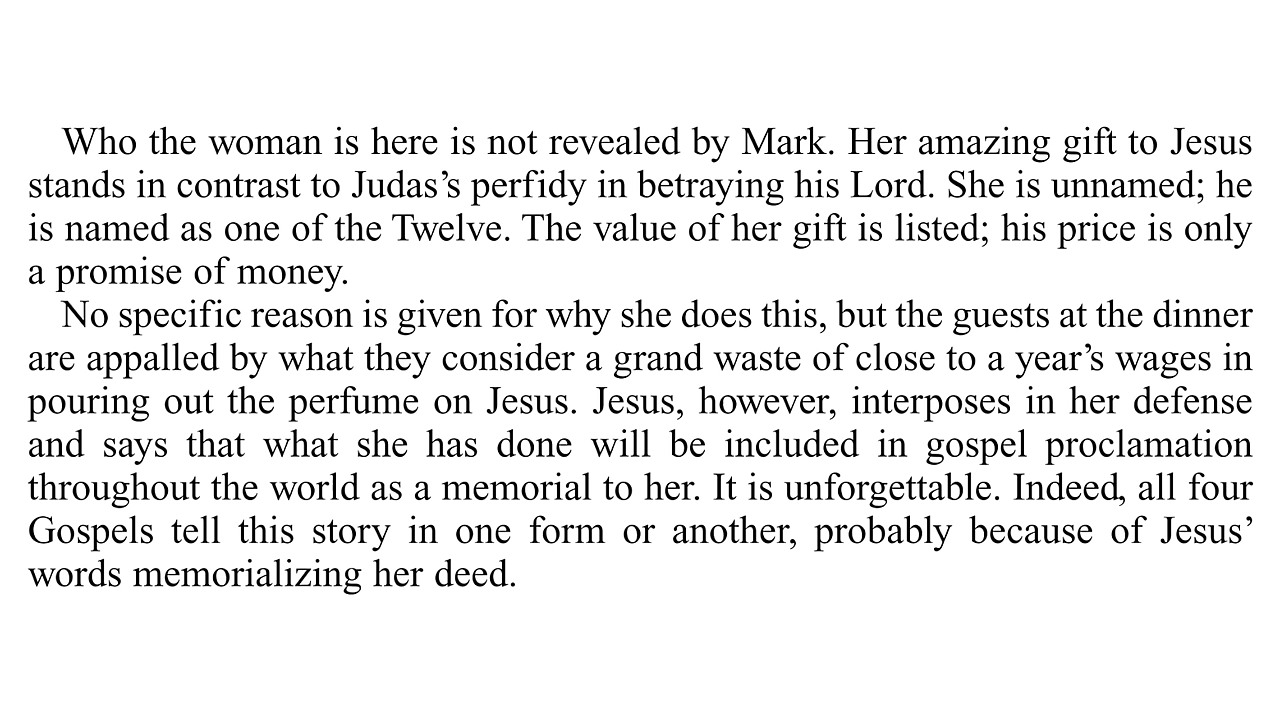 Who the woman is here is not revealed by Mark. Her amazing gift to Jesus
stands in contrast to Judas’s perfidy in betraying his Lord. She is unnamed; he
is named as one of the Twelve. The value of her gift is listed; his price is only
a promise of money.
No specific reason is given for why she does this, but the guests at the dinner
are appalled by what they consider a grand waste of close to a year’s wages in
pouring out the perfume on Jesus. Jesus, however, interposes in her defense
and says that what she has done will be included in gospel proclamation
throughout the world as a memorial to her. It is unforgettable. Indeed, all four
Gospels tell this story in one form or another, probably because of Jesus’
words memorializing her deed.